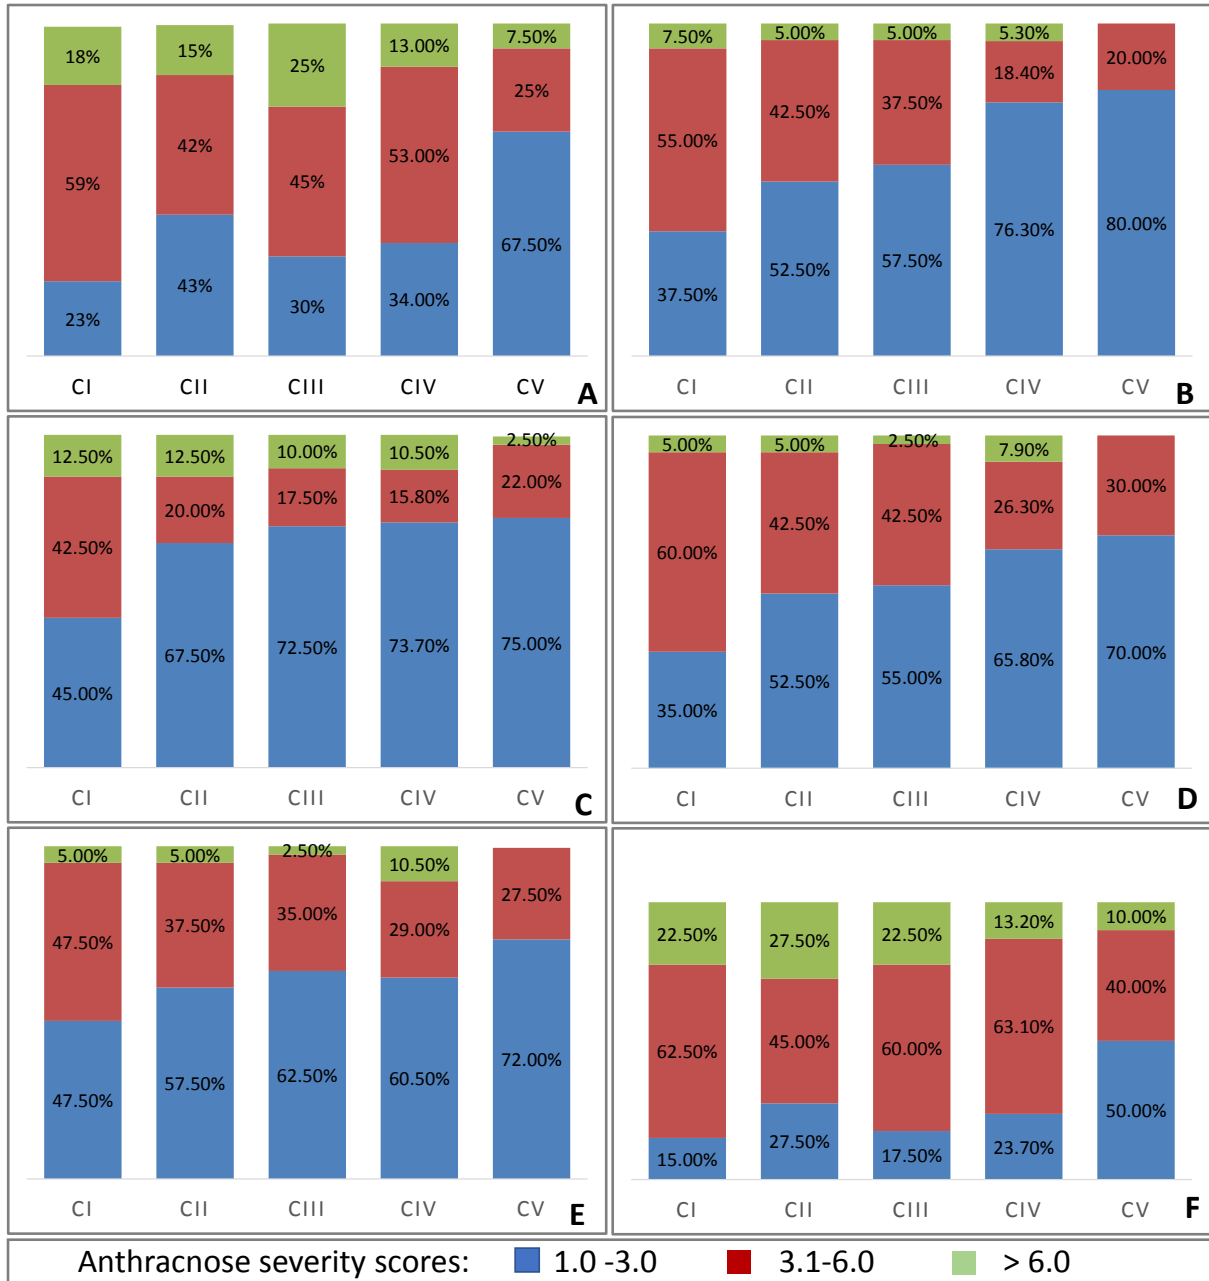 18% 15% 25% 13.00% 7.50%
59% 42% 45% 53.00% 25%
23% 43% 30% 34.00% 67.50%
CI CII CIII CIV CV
A
7.50% 5.00% 5.00% 5.30%
55.00% 42.50% 37.50% 18.40% 20.00%
37.50% 52.50% 57.50% 76.30% 80.00%
CI CII CIII CIV CV
B
12.50% 12.50% 10.00% 10.50% 2.50%
42.50% 20.00% 17.50% 15.80% 22.00%
45.00% 67.50% 72.50% 73.70% 75.00%
CI CII CIII CIV CV
C
5.00% 5.00% 2.50% 7.90%
60.00% 42.50% 42.50% 26.30% 30.00%
35.00% 52.50% 55.00% 65.80% 70.00%
CI CII CIII CIV CV
D
5.00% 5.00% 2.50% 10.50%
47.50% 37.50% 35.00% 29.00% 27.50%
47.50% 57.50% 62.50% 60.50% 72.00%
CI CII CIII CIV CV
E
22.50% 27.50% 22.50% 13.20% 10.00%
62.50% 45.00% 60.00% 63.10% 40.00%
15.00% 27.50% 17.50% 23.70% 50.00%
CI CII CIII CIV CV
F
Anthracnose severity scores: 1.0 -3.0 3.1-6.0 > 6.0